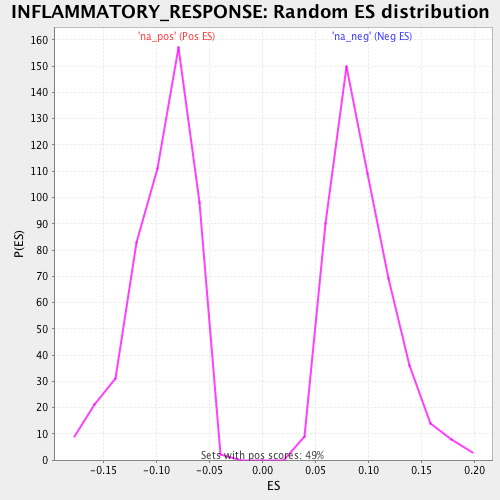 INFLAMMATORY_RESPONSE: Random ES distribution
'na_pos' (Pos ES)
'na_neg' (Neg ES)
P(ES)
160
150
140
130
120
110
100
90
80
70
60
50
40
30
20
10
0
Sets with pos scores: 49%
-0.15 -0.10 -0.05 0.00 0.05 0.10 0.15 0.20
ES